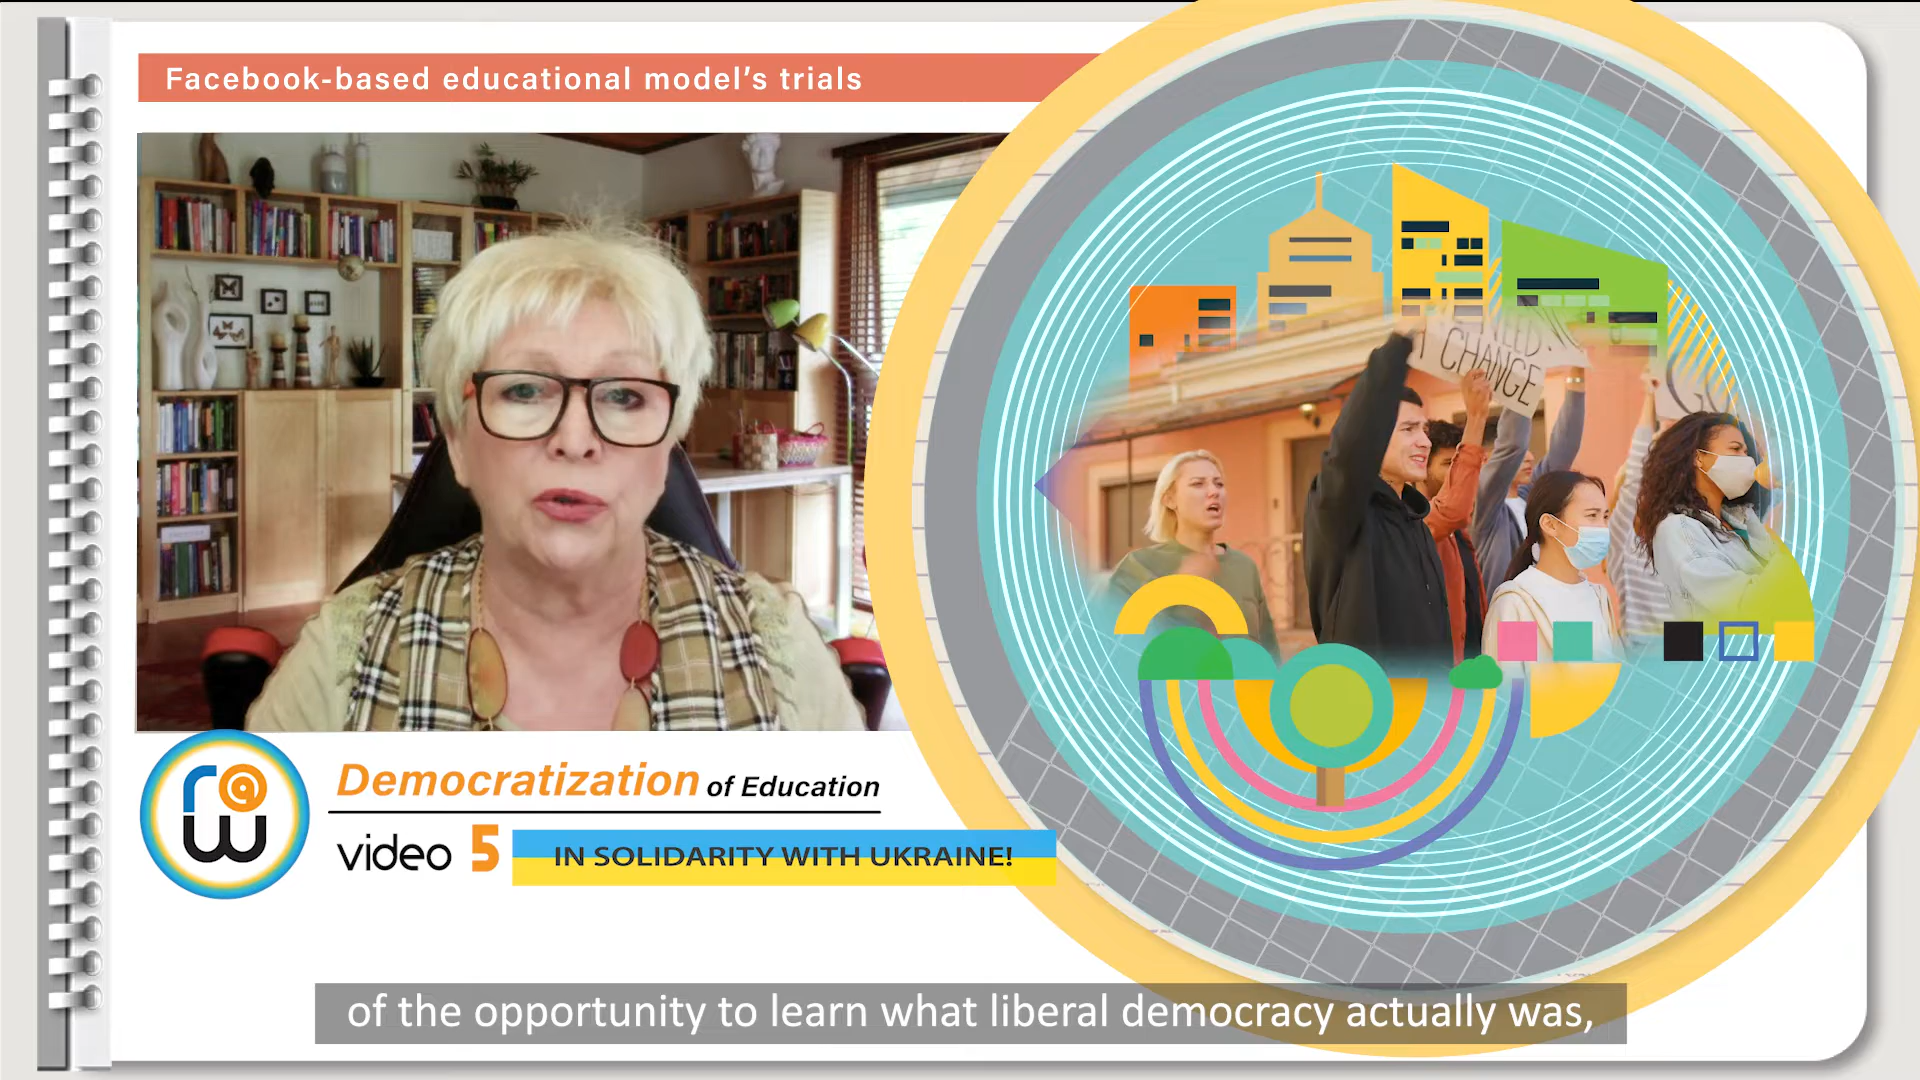 Facebook-based educational model's trials
CHANGE
Democratization of Education
video 5
IN SOLIDARITY WITH UKRAINE!
of the opportunity to learn what liberal democracy actually was,